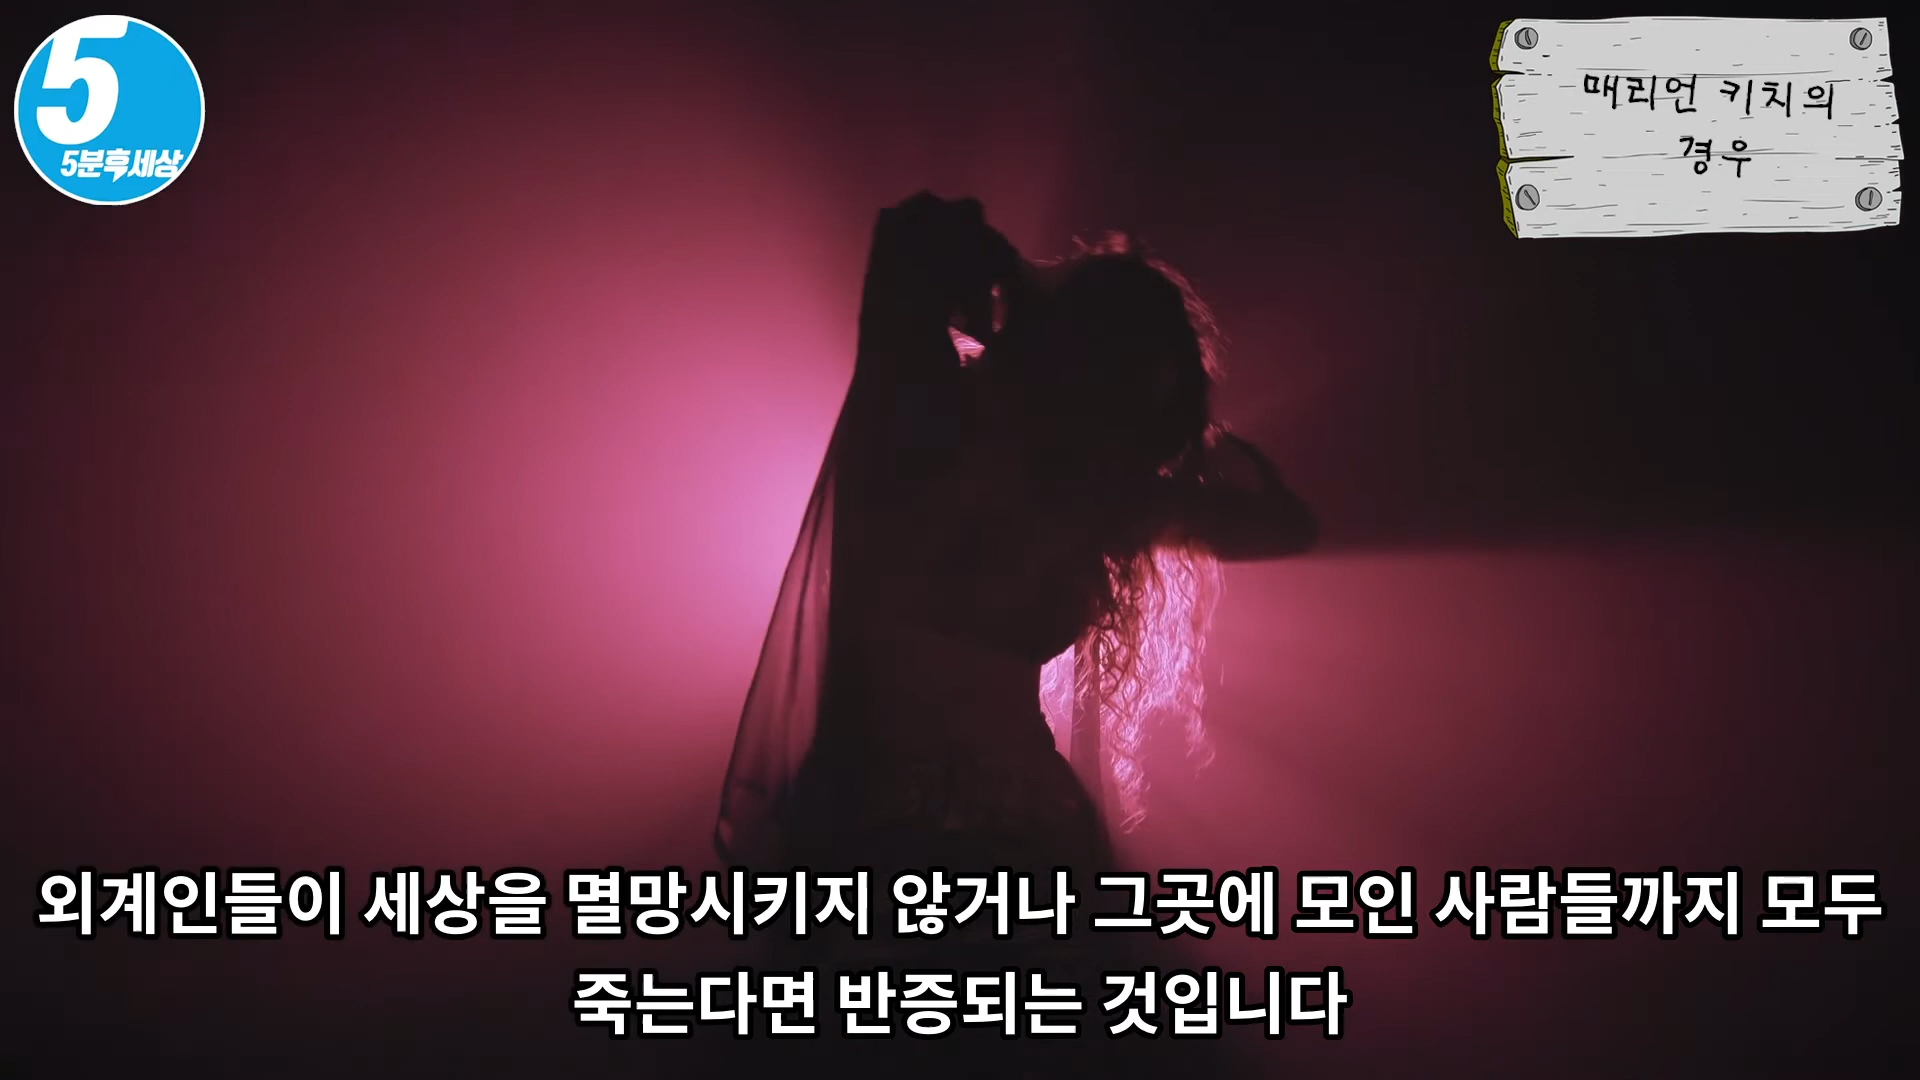 5
5분후세상
매리언 키치의
경우
외계인들이 세상을 멸망시키지 않거나 그곳에 모인 사람들까지 모두
죽는다면 반증되는 것입니다